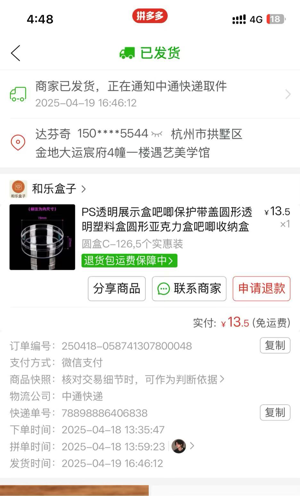 4:48
拼多多
4G
18
已发货
商家已发货，正在通知中通快递取件
2025-04-19 16:46:12
达芬奇 150****5544 杭州市拱墅区
金地大运宸府4幢一楼遇艺美学馆
和乐盒子
PS透明展示盒吧唧保护带盖圆形透
明塑料盒圆形亚克力盒吧唧收纳盒
¥13.5
×1
圆盒C-126,5个实惠装
退货包运费保障中
分享商品
联系商家
申请退款
实付: ¥13.5 (免运费)
订单编号: 250418-058741307800048
复制
支付方式: 微信支付
商品快照: 核对交易细节时，可作为判断依据
物流公司: 中通快递
快递单号: 78898886406838
复制
下单时间: 2025-04-18 13:35:47
拼单时间: 2025-04-18 13:59:23
发货时间: 2025-04-19 16:46:12